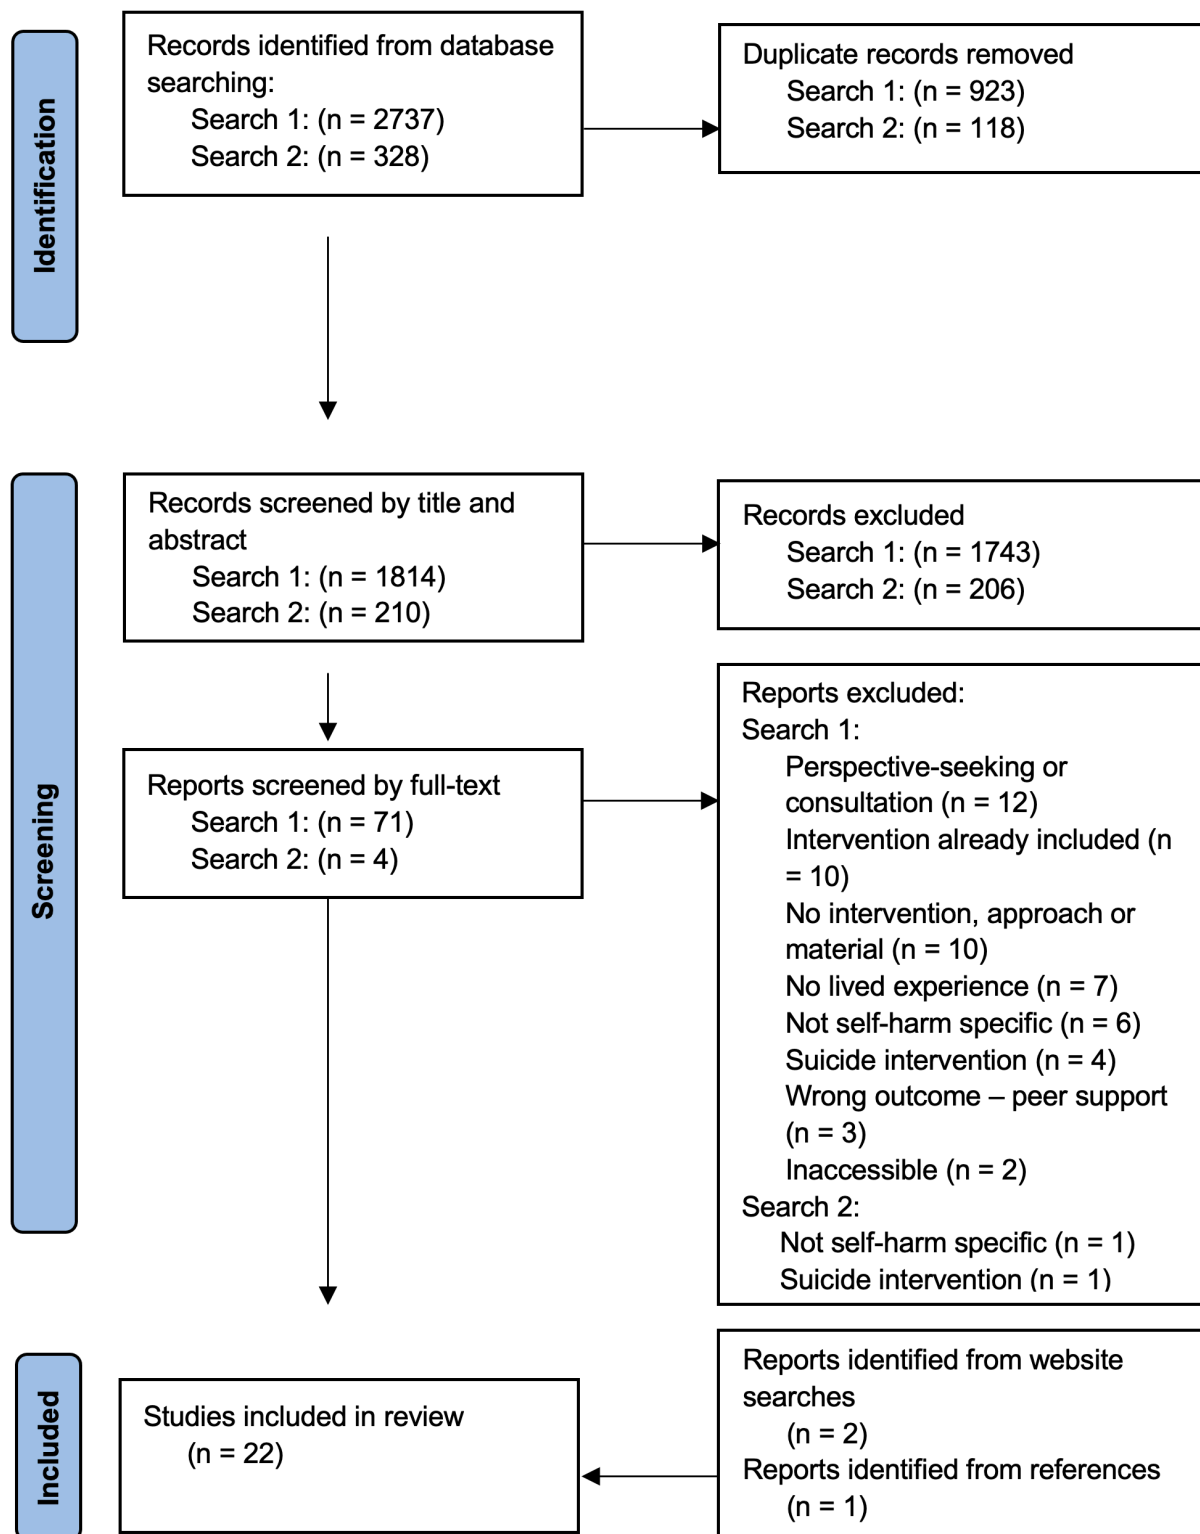 Identification
Records identified from database
searching:
Search 1: (n = 2737)
Search 2: (n = 328)
Duplicate records removed
Search 1: (n = 923)
Search 2: (n = 118)
Screening
Records screened by title and
abstract
Search 1: (n = 1814)
Search 2: (n = 210)
Records excluded
Search 1: (n = 1743)
Search 2: (n = 206)
Reports screened by full-text
Search 1: (n = 71)
Search 2: (n = 4)
Reports excluded:
Search 1:
Perspective-seeking or
consultation (n = 12)
Intervention already included (n
= 10)
No intervention, approach or
material (n = 10)
No lived experience (n = 7)
Not self-harm specific (n = 6)
Suicide intervention (n = 4)
Wrong outcome – peer support
(n = 3)
Inaccessible (n = 2)
Search 2:
Not self-harm specific (n = 1)
Suicide intervention (n = 1)
Included
Studies included in review
(n = 22)
Reports identified from website
searches
(n = 2)
Reports identified from references
(n = 1)